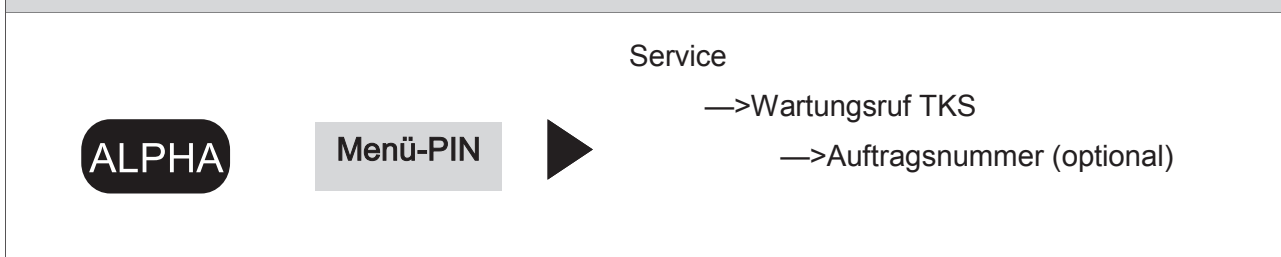 Service
—>Wartungsruf TKS
ALPHA
Menü-PIN
—>Auftragsnummer (optional)